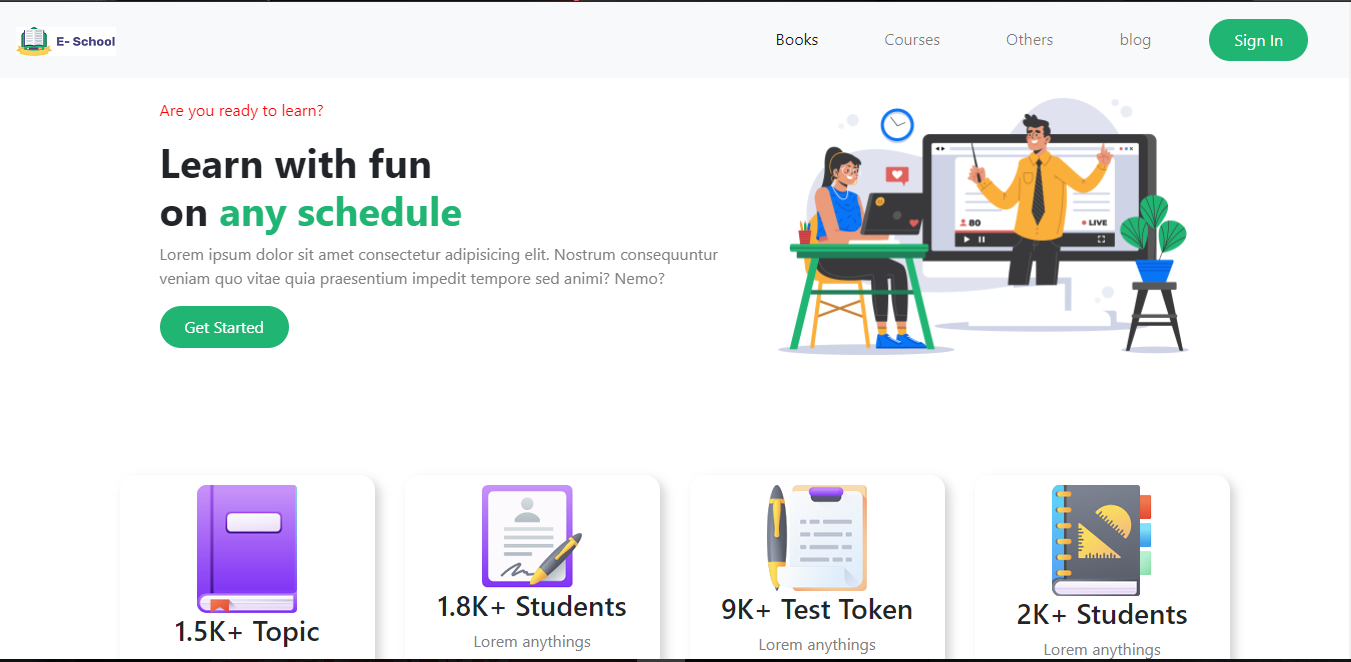 E- School
Books
Courses
Others
blog
Sign In
Are you ready to learn?
Learn with fun
on any schedule
Lorem ipsum dolor sit amet consectetur adipisicing elit. Nostrum consequuntur
veniam quo vitae quia praesentium impedit tempore sed animi? Nemo?
Get Started
80
LIVE
1.5K+ Topic
1.8K+ Students
Lorem anythings
9K+ Test Token
Lorem anythings
2K+ Students
Lorem anythings